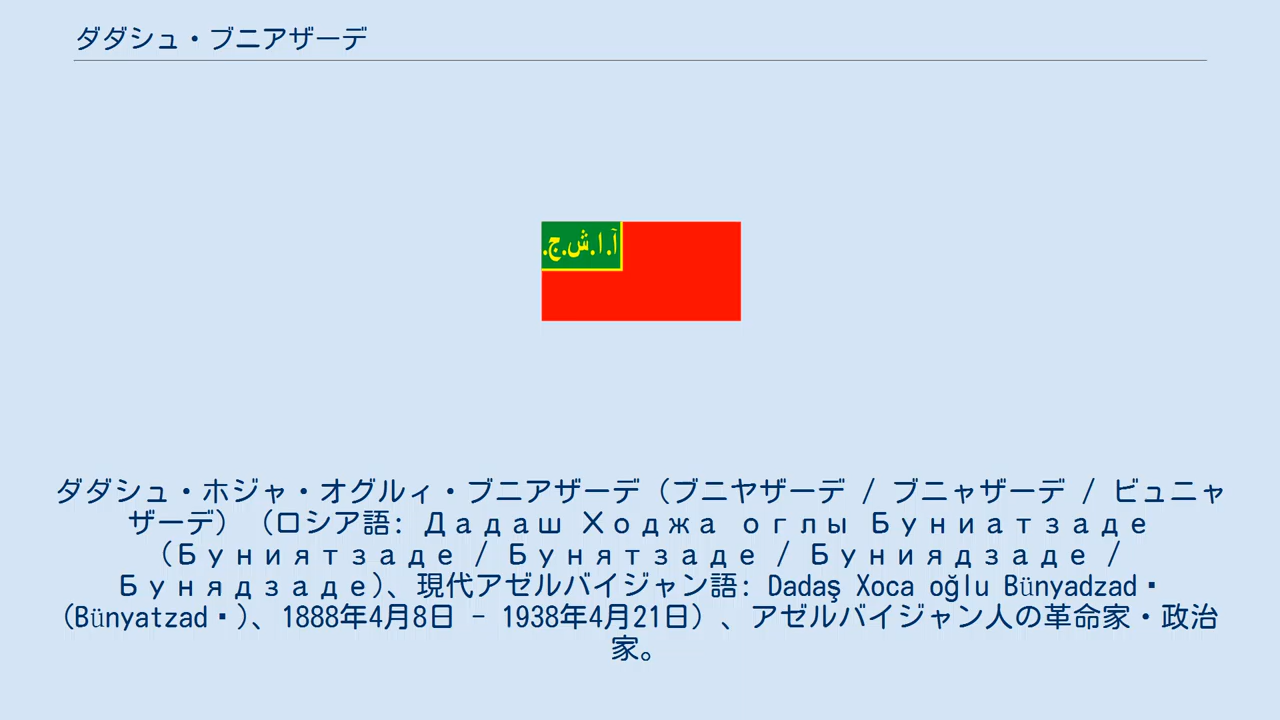 ダダシュ・ブニアザーデ
آ.ا.ش.ج.
ダダシュ・ホジャ・オグルィ・ブニアザーデ（ブニヤザーデ / ブニャザーデ / ビュニャ
ザーデ）（ロシア語: Дадаш Ходжа оглы Буниатзаде
（Буниятзаде / Бунятзаде / Буниядзаде /
Бунядзаде）、現代アゼルバイジャン語: Dadaş Xoca oğlu Bünyadzad▪
(Bünyatzad▪)、1888年4月8日 - 1938年4月21日）、アゼルバイジャン人の革命家・政治
家。